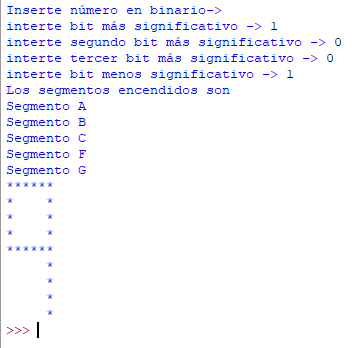 Inserte número en binario->
interte bit más significativo -> 1
interte segundo bit más significativo -> 0
interte tercer bit más significativo -> 0
interte bit menos significativo -> 1
Los segmentos encendidos son
Segmento A
Segmento B
Segmento C
Segmento F
Segmento G
******
*    *
*    *
*    *
******
     *
     *
     *
     *
>>>